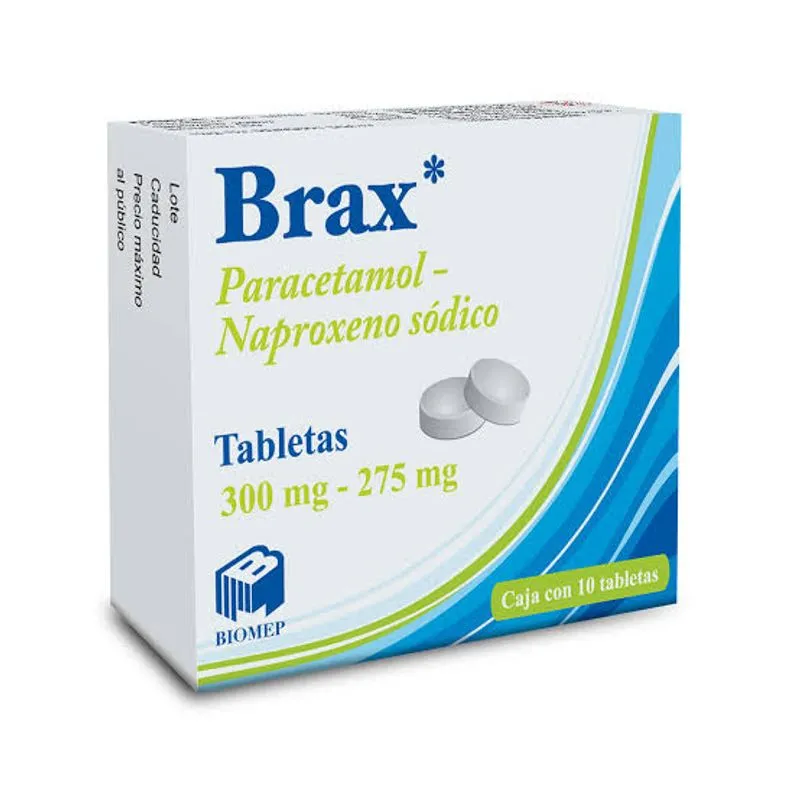 Brax*
Paracetamol –
Naproxeno sódico
Tabletas
300 mg - 275 mg
BIOMEP
Caja con 10 tabletas
Lote
Caducidad
Precio máximo
al público